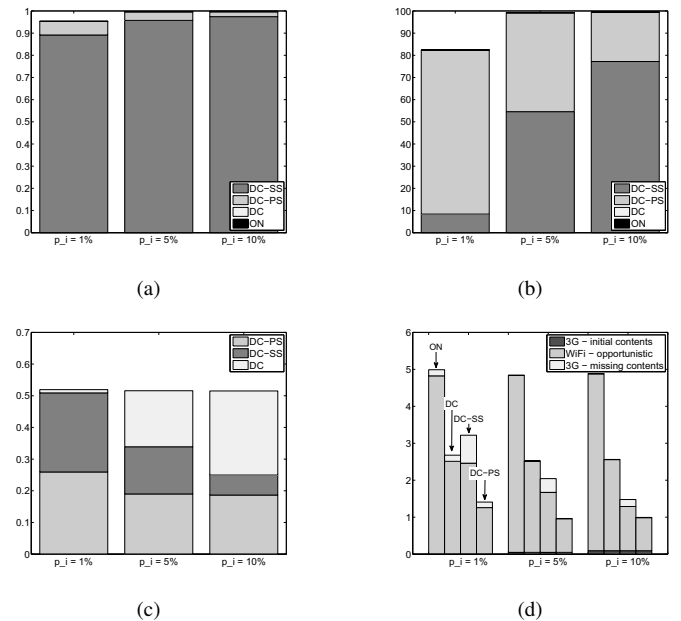 1
0.9
0.8
0.7
0.6
0.5
0.4
0.3
0.2
0.1
0
DC−SS
DC−PS
DC
ON
p_i = 1%
p_i = 5%
p_i = 10%
(a)
100
90
80
70
60
50
40
30
20
10
0
DC−SS
DC−PS
DC
ON
p_i = 1%
p_i = 5%
p_i = 10%
(b)
0.7
0.6
0.5
0.4
0.3
0.2
0.1
0
DC−PS
DC−SS
DC
p_i = 1%
p_i = 5%
p_i = 10%
(c)
6
5
4
3
2
1
0
3G − initial contents
WiFi − opportunistic
3G − missing contents
ON
DC
DC−SS
DC−PS
p_i = 1%
p_i = 5%
p_i = 10%
(d)